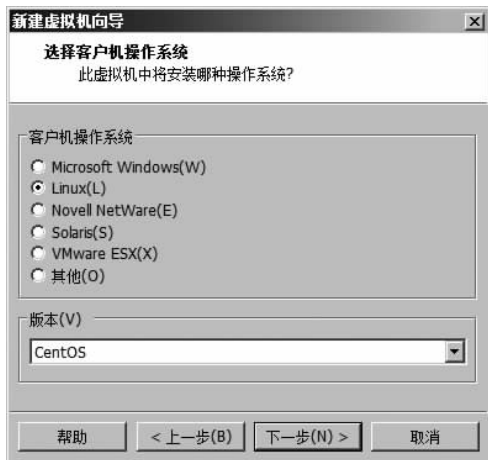 新建虚拟机向导
选择客户机操作系统
此虚拟机中将安装哪种操作系统?
客户机操作系统
Microsoft Windows(W)
Linux(L)
Novell NetWare(E)
Solaris(S)
VMware ESX(X)
其他(O)
版本(V)
CentOS
帮助 < 上一步(B) 下一步(N) > 取消